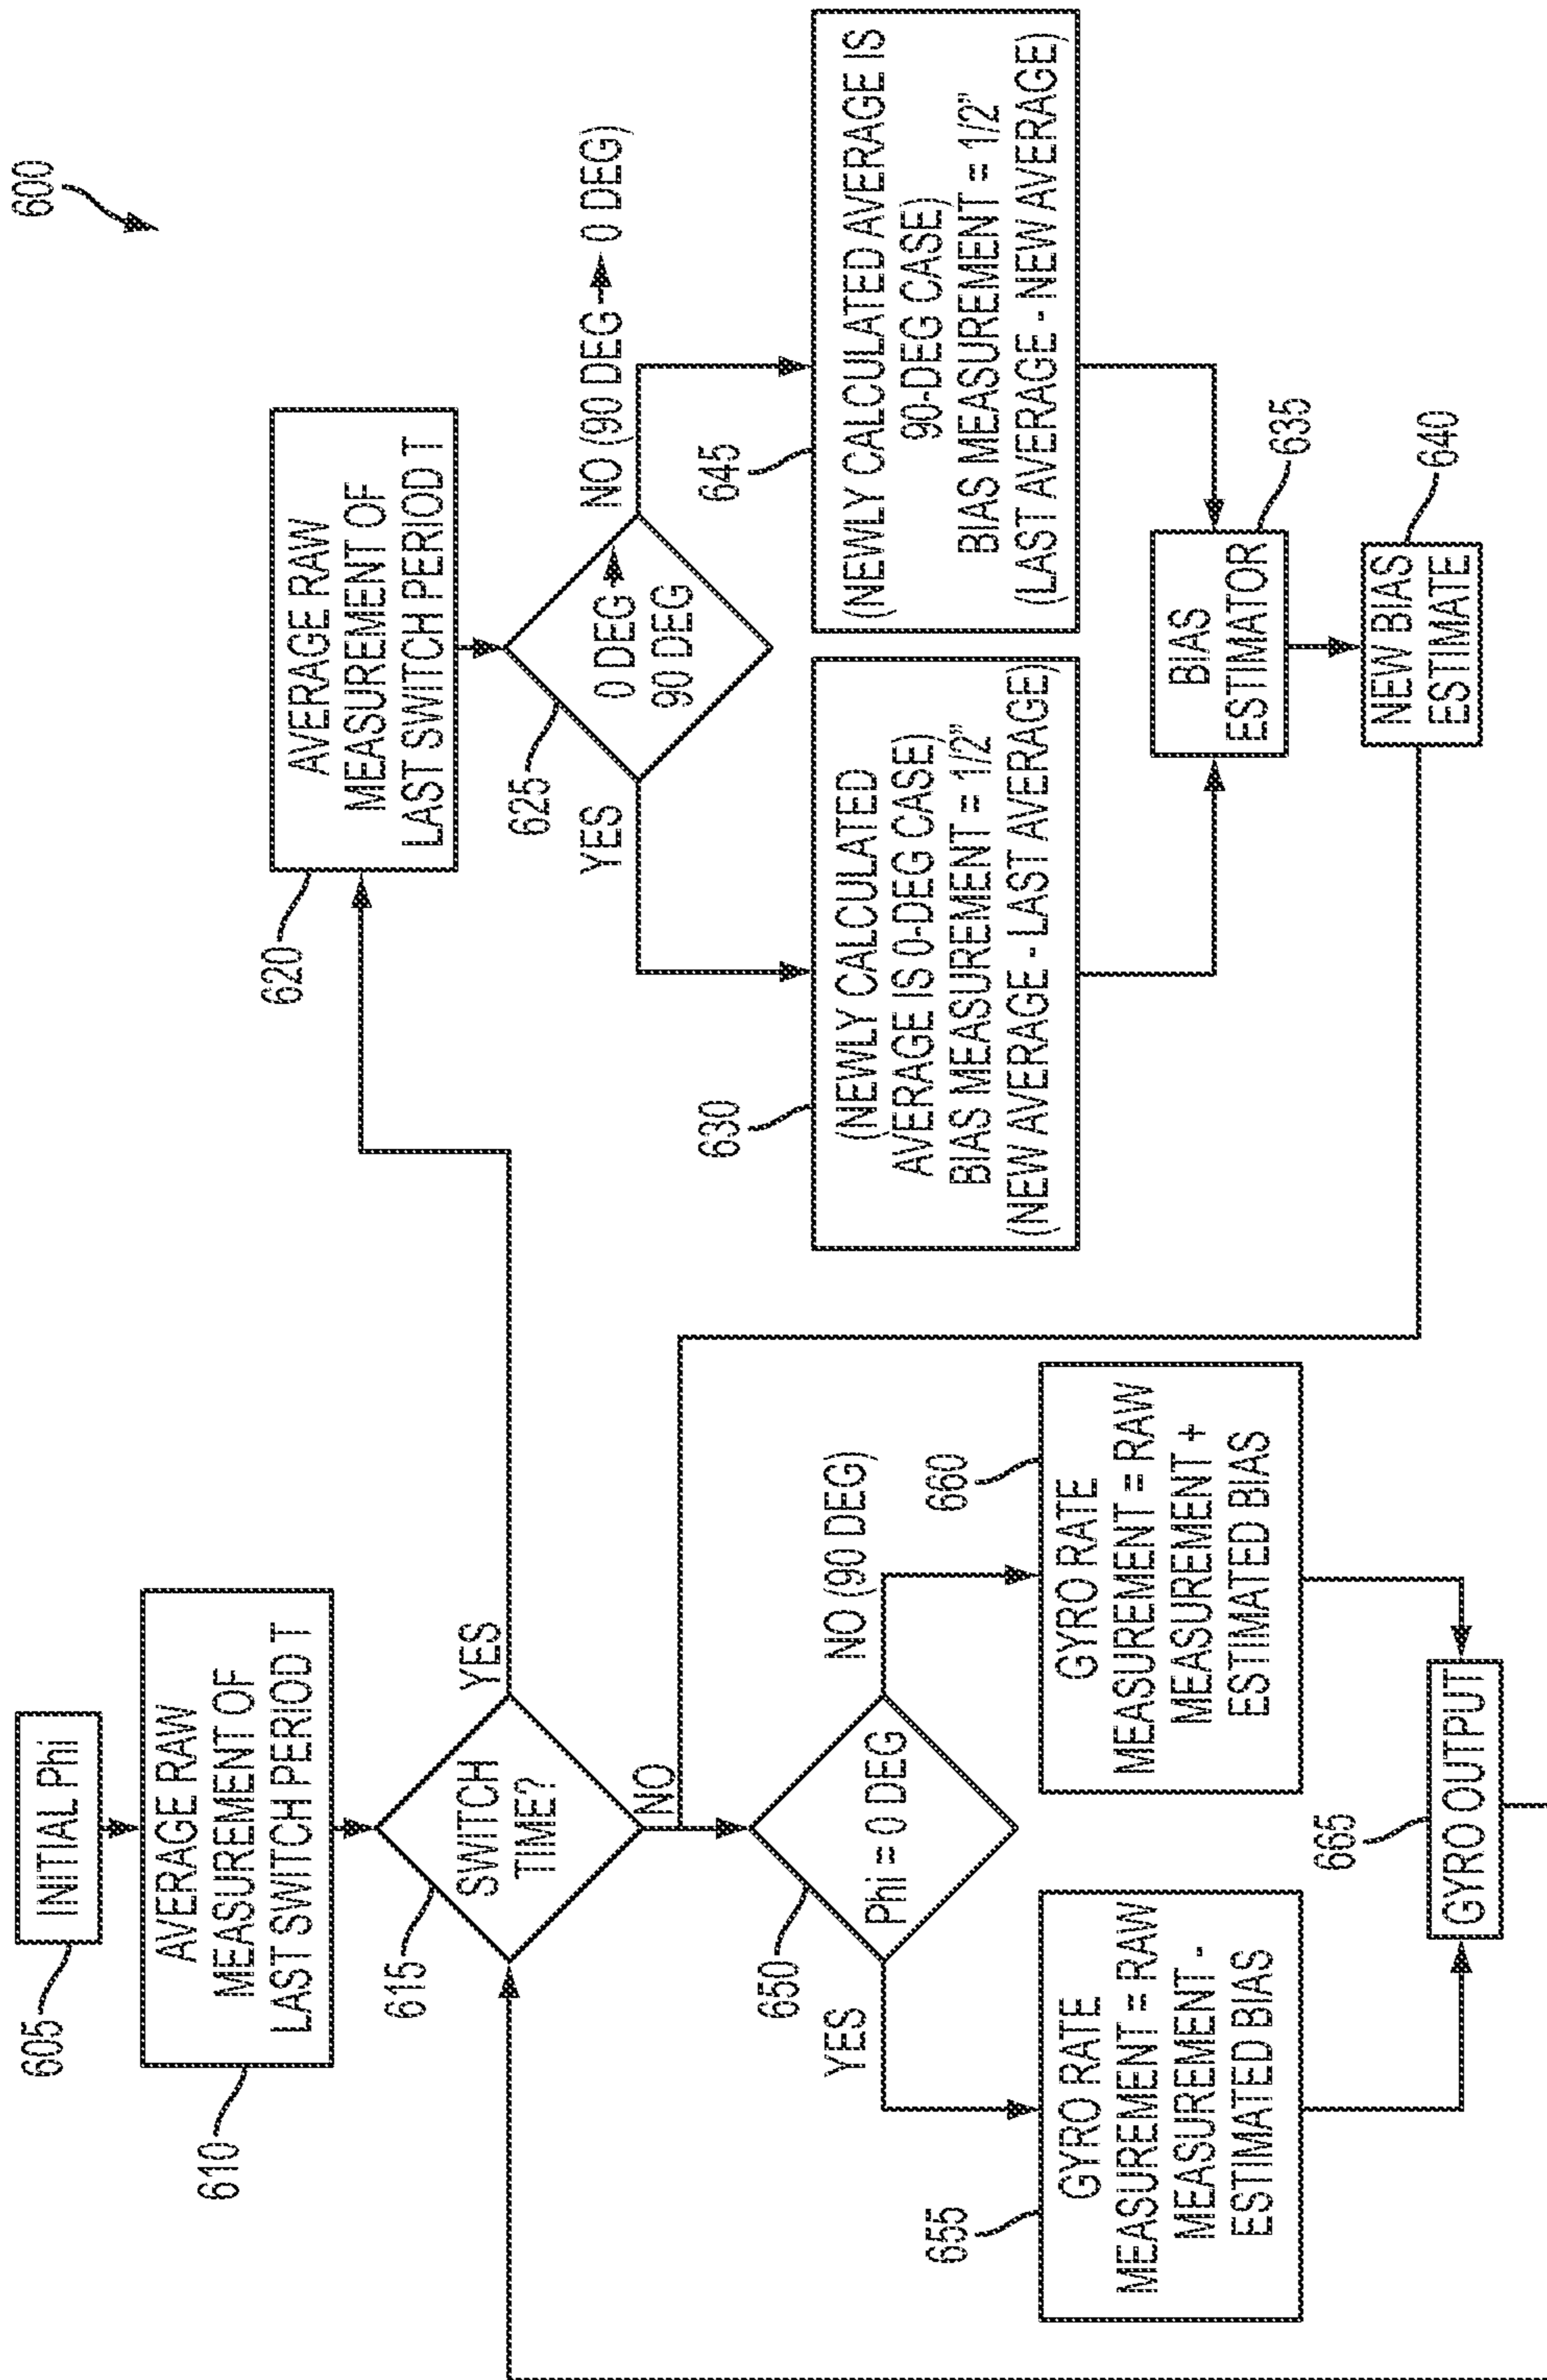 600
605
INITIAL Phi
610
AVERAGE RAW
MEASUREMENT OF
LAST SWITCH PERIOD T
615
SWITCH
TIME?
YES
NO
620
AVERAGE RAW
MEASUREMENT OF
LAST SWITCH PERIOD T
625
0 DEG
90 DEG
YES
NO (90 DEG → 0 DEG)
630
(NEWLY CALCULATED
AVERAGE IS 0-DEG CASE)
BIAS MEASUREMENT = 1/2"
(NEW AVERAGE - LAST AVERAGE)
645
(NEWLY CALCULATED AVERAGE IS
90-DEG CASE)
BIAS MEASUREMENT = 1/2"
(LAST AVERAGE - NEW AVERAGE)
BIAS
ESTIMATOR
635
NEW BIAS
ESTIMATE
640
650
Phi = 0 DEG
YES
NO (90 DEG)
655
GYRO RATE
MEASUREMENT = RAW
MEASUREMENT -
ESTIMATED BIAS
660
GYRO RATE
MEASUREMENT = RAW
MEASUREMENT +
ESTIMATED BIAS
665
GYRO OUTPUT